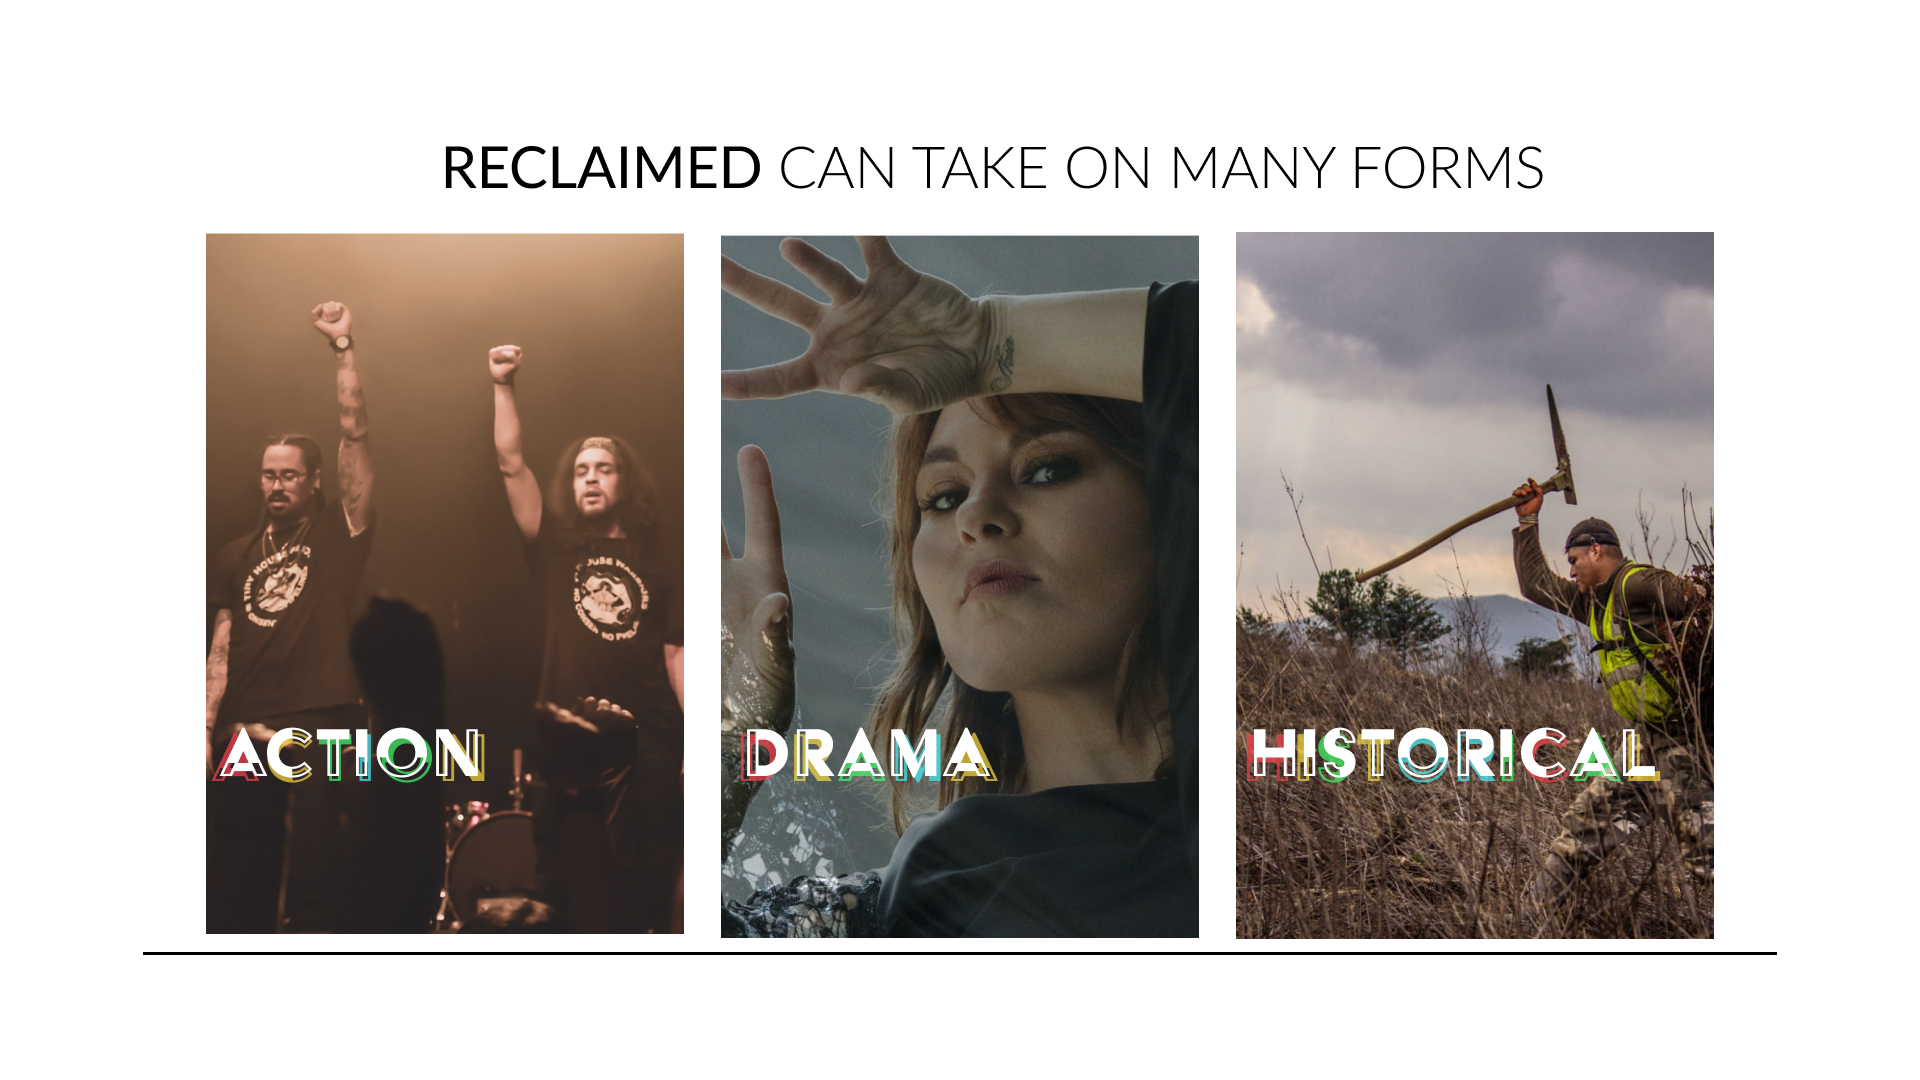 RECLAIMED CAN TAKE ON MANY FORMS
ACTION
DRAMA
HISTORICAL